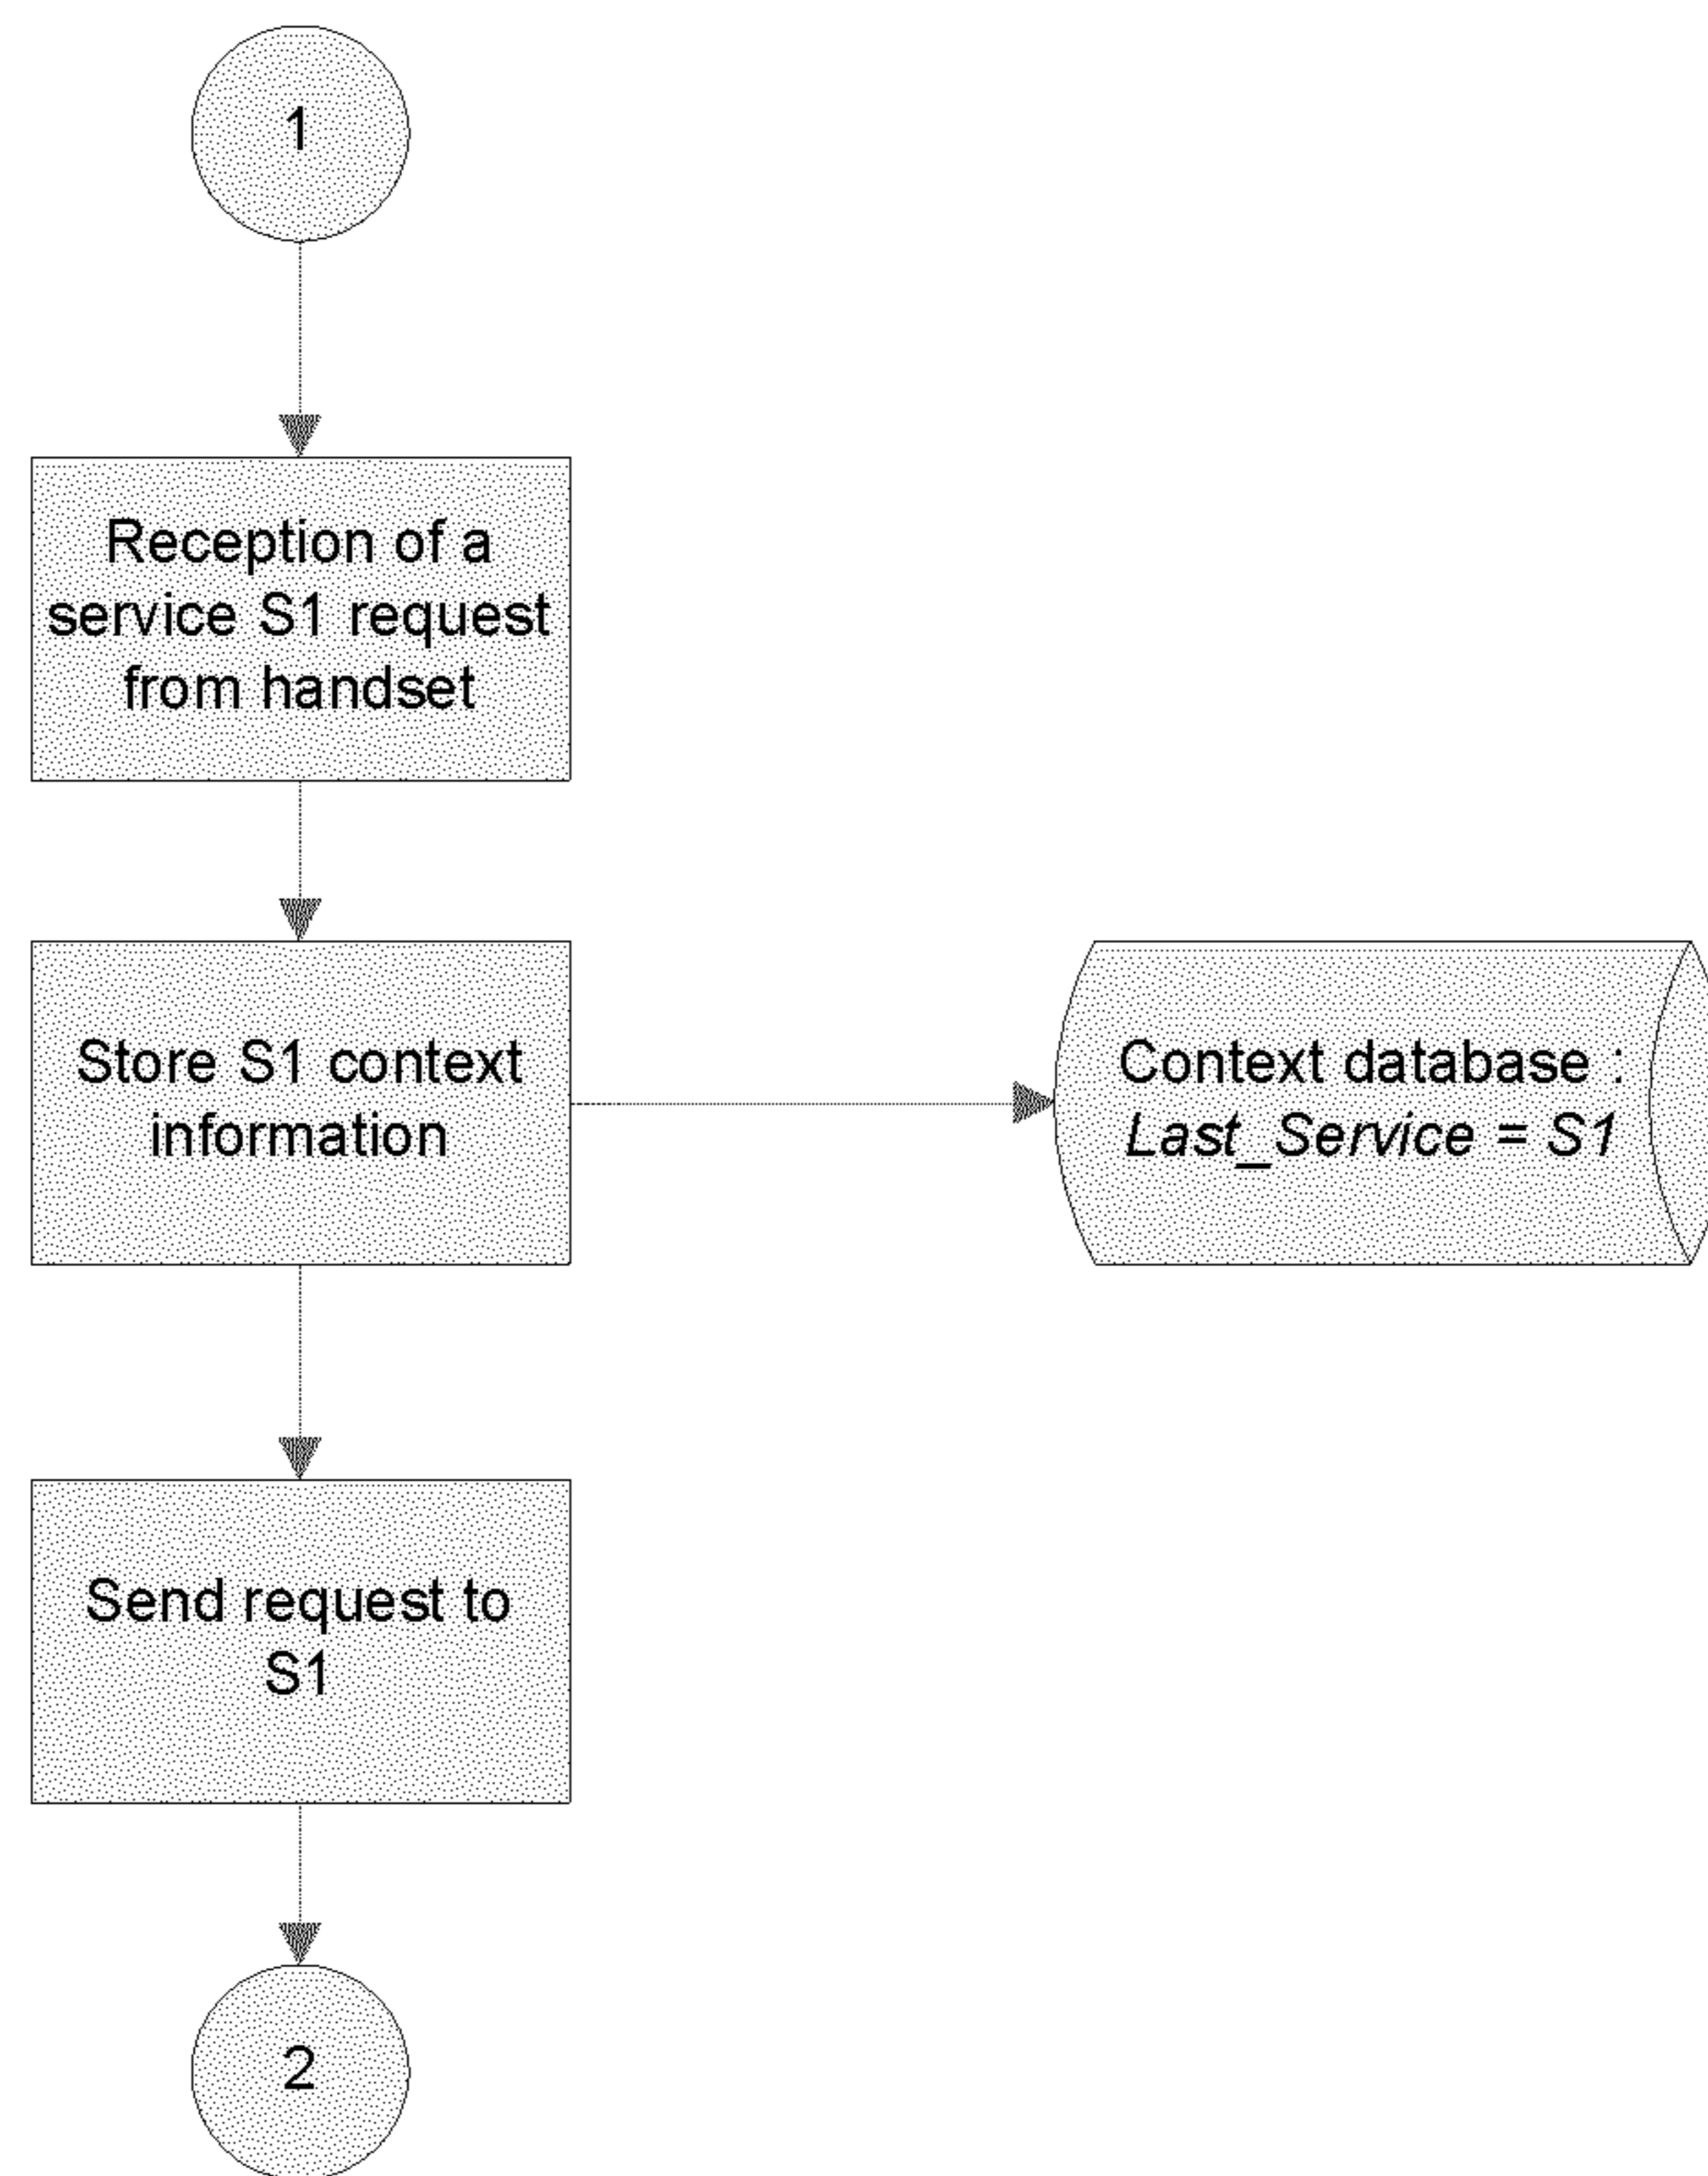 1
Reception of a
service S1 request
from handset
Store S1 context
information
Context database :
Last_Service = S1
Send request to
S1
2